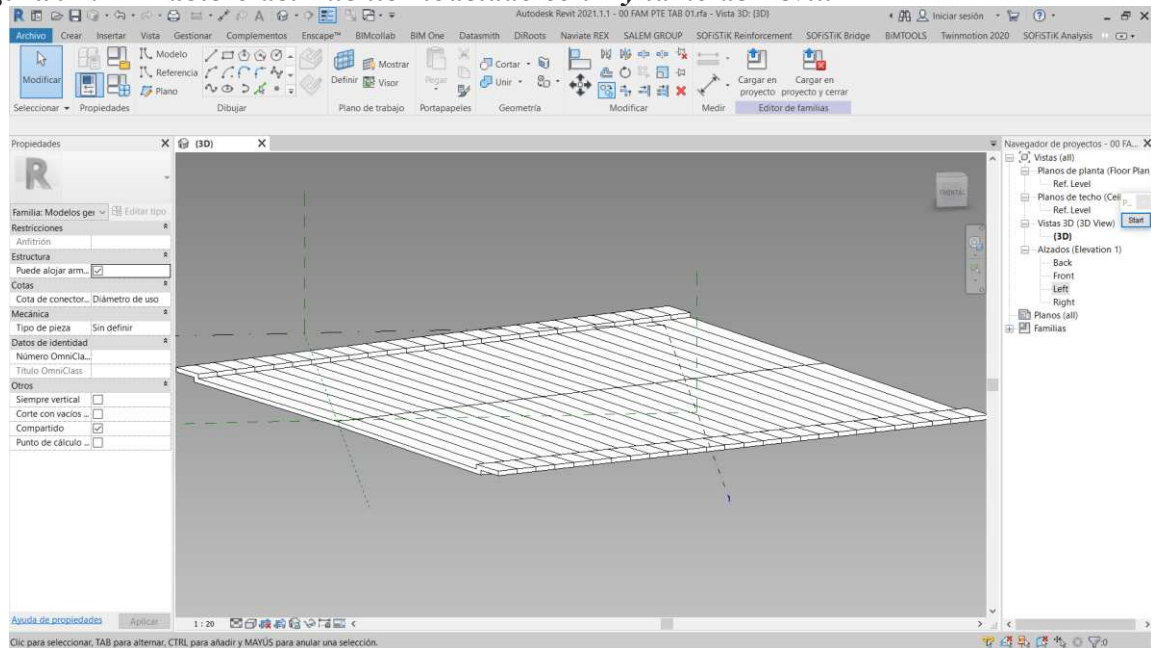 Autodesk Revit 2021.1.1 - 00 FAM PTE TAB 01.rfa - Vista 3D: {3D}
Iniciar sesión
Archivo Crear Insertar Vista Gestionar Complementos Enscape™ BIMcollab BIM One Datasmith DiRoots Naviate REX SALEM GROUP SOFiSTiK Reinforcement SOFiSTiK Bridge BiMTOOLS Twinmotion 2020 SOFiSTiK Analysis
Modelo
Referencia
Plano
Modificar
Definir
Mostrar
Visor
Pegar
Cortar
Unir
Cargar en
proyecto
Cargar en
proyecto y cerrar
Seleccionar Propiedades Dibujar Plano de trabajo Portapapeles Geometría Modificar Medir Editor de familias
Propiedades
{3D}
Navegador de proyectos - 00 FA...
R
Familia: Modelos ge
Editar tipo
Restricciones
Anfitrión
Estructura
Puede alojar arm...
Cotas
Cota de conector... Diámetro de uso
Mecánica
Tipo de pieza Sin definir
Datos de identidad
Número OmniCla...
Título OmniClass
Otros
Siempre vertical
Corte con vacíos ...
Compartido
Punto de cálculo ...
FRONTAL
Vistas (all)
Planos de planta (Floor Plan
Ref. Level
Planos de techo (Cei
Ref. Level
Vistas 3D (3D View)
{3D}
Alzados (Elevation 1)
Back
Front
Left
Right
Planos (all)
Familias
P...
Start
Ayuda de propiedades
Aplicar
1 : 20
Clic para seleccionar, TAB para alternar, CTRL para añadir y MAYÚS para anular una selección.
:0